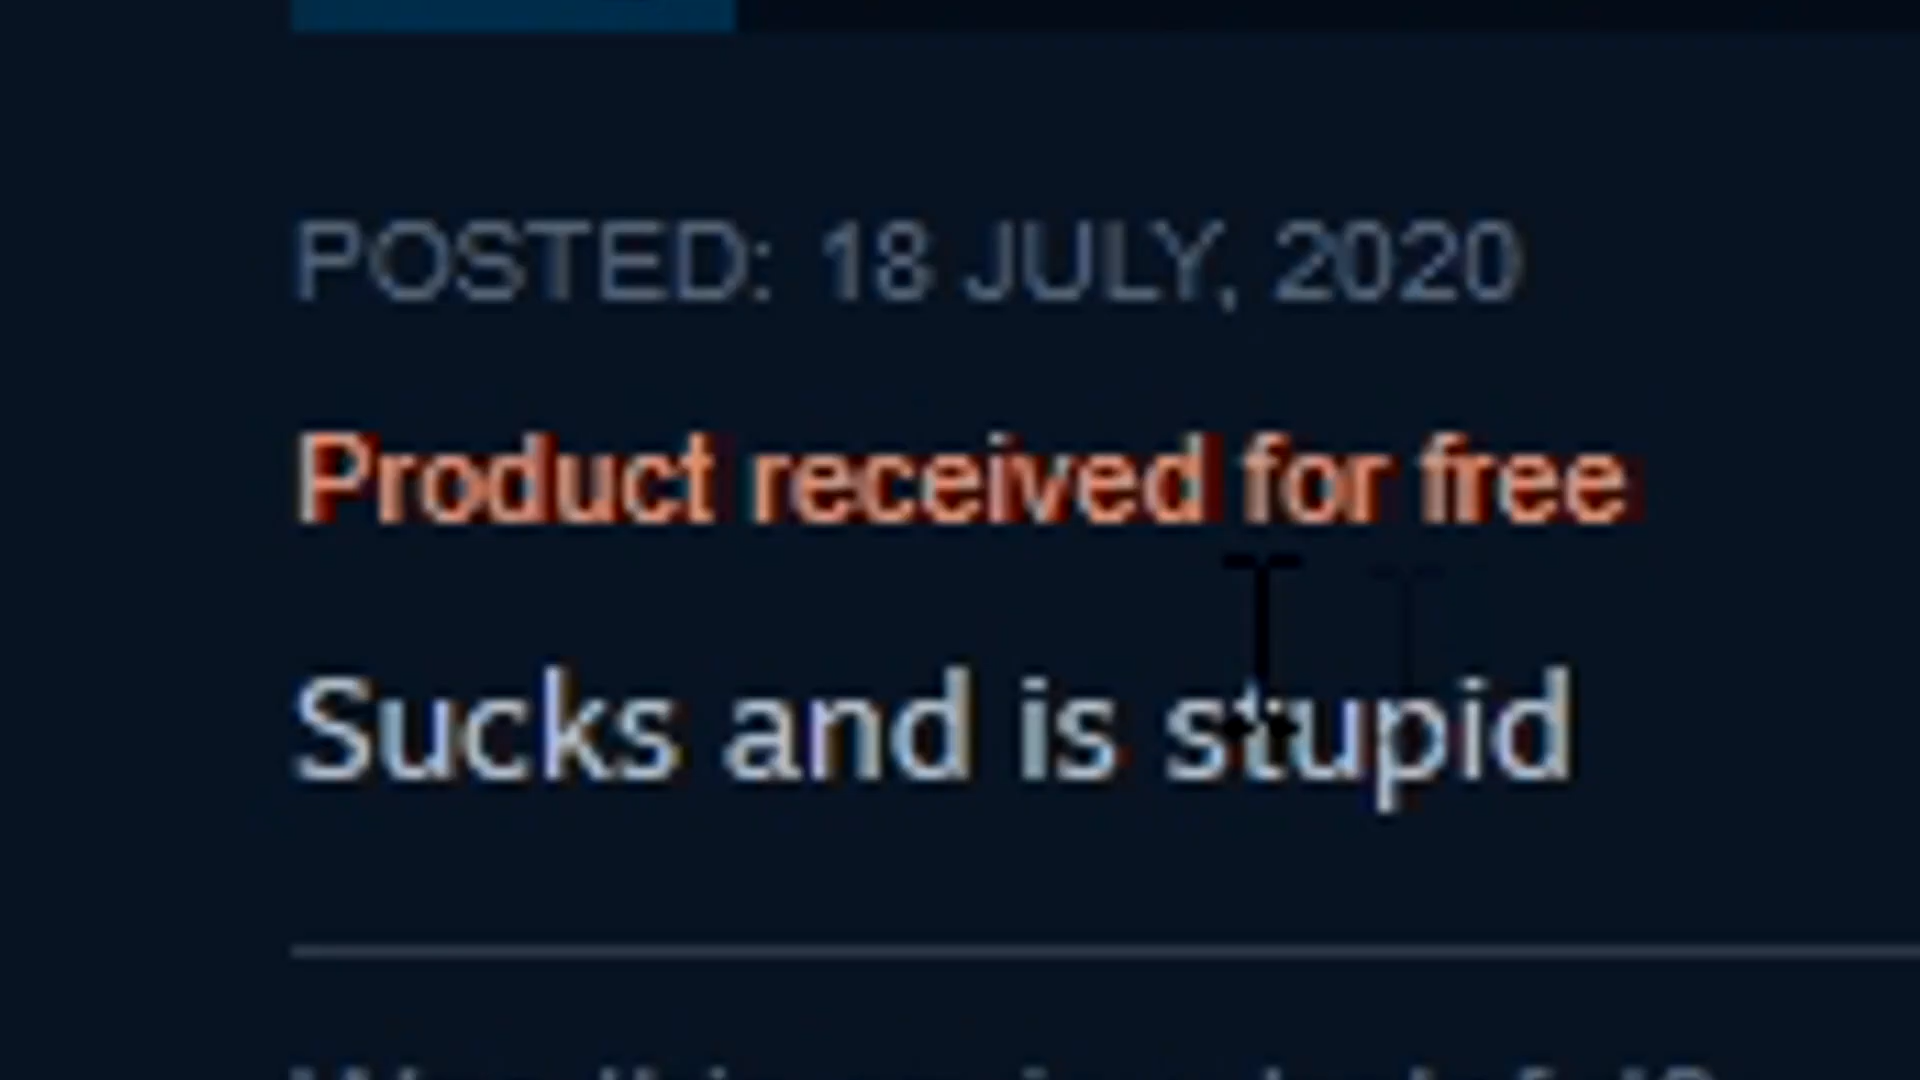 POSTED: 18 JULY, 2020
Product received for free
Sucks and is stupid